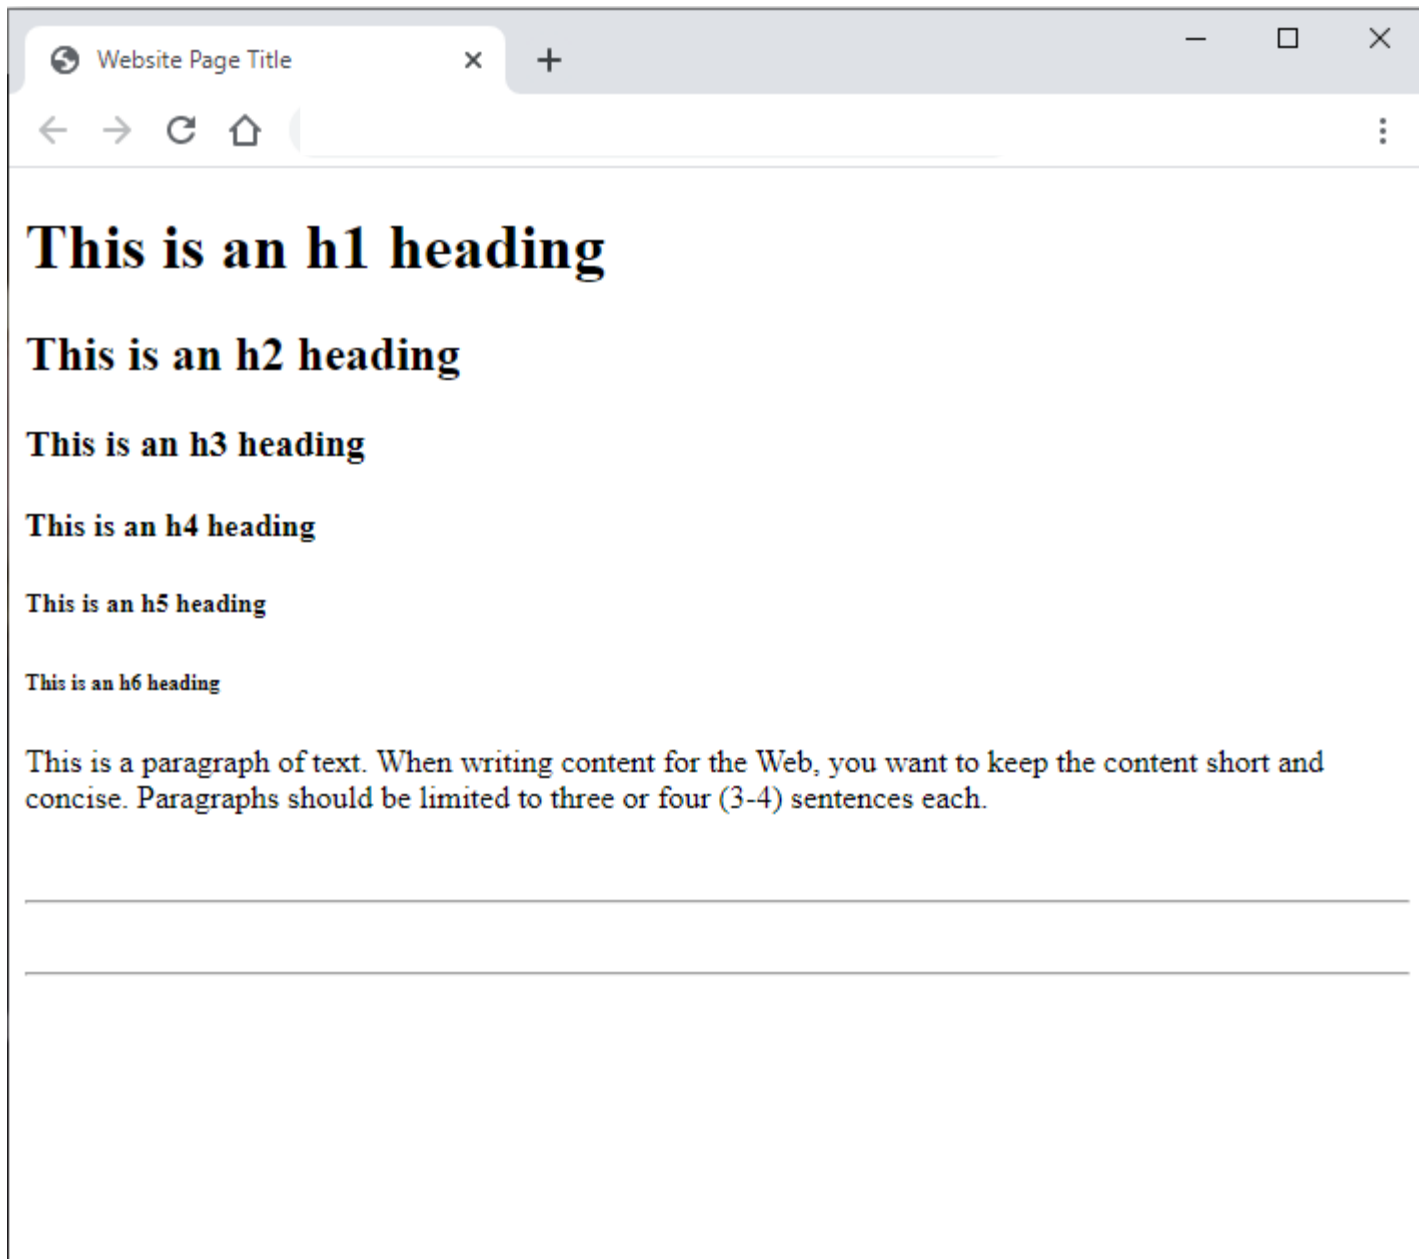 Website Page Title
This is an h1 heading
This is an h2 heading
This is an h3 heading
This is an h4 heading
This is an h5 heading
This is an h6 heading
This is a paragraph of text. When writing content for the Web, you want to keep the content short and
concise. Paragraphs should be limited to three or four (3-4) sentences each.